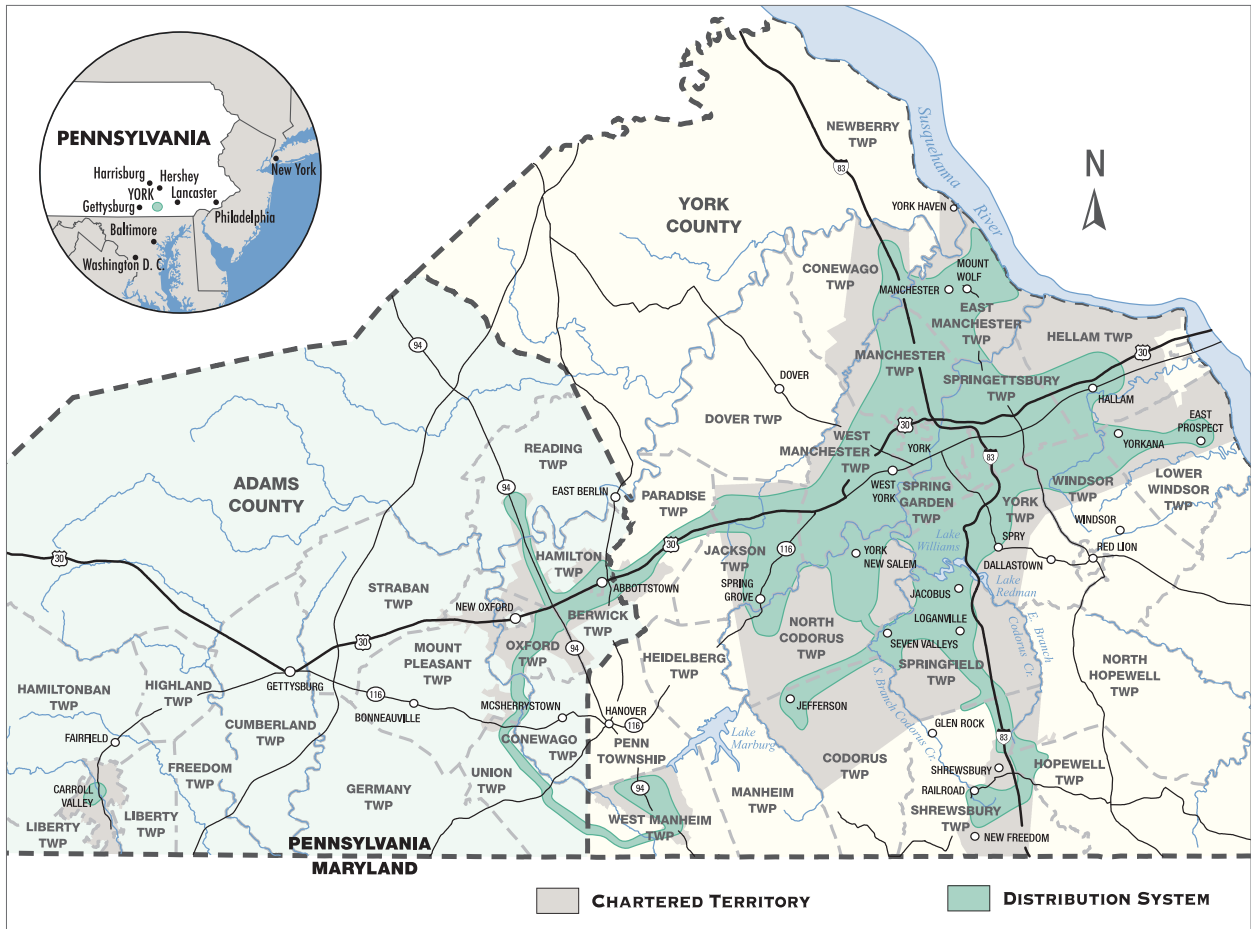 PENNSYLVANIA
Harrisburg
Hershey
YORK
Lancaster
Gettysburg
Philadelphia
New York
Baltimore
Washington D. C.
N
Susquehanna
River
NEWBERRY
TWP
83
YORK HAVEN
YORK
COUNTY
CONEWAGO
TWP
MOUNT
WOLF
MANCHESTER
EAST
MANCHESTER
TWP
HELLAM TWP
30
MANCHESTER
TWP
SPRINGETTSBURY
TWP
HALLAM
94
DOVER
DOVER TWP
30
WEST
MANCHESTER
TWP
YORK
EAST
PROSPECT
YORKANA
83
WEST
YORK
SPRING
GARDEN
TWP
YORK
TWP
WINDSOR
TWP
LOWER
WINDSOR TWP
WINDSOR
READING
TWP
94
EAST BERLIN
PARADISE
TWP
ADAMS
COUNTY
30
30
JACKSON
TWP
116
YORK
NEW SALEM
Lake
Williams
SPRY
DALLASTOWN
RED LION
HAMILTON
TWP
ABBOTTSTOWN
SPRING
GROVE
JACOBUS
Lake
Redman
STRABAN
TWP
NEW OXFORD
BERWICK
TWP
LOGANVILLE
NORTH
CODORUS
TWP
SEVEN VALLEYS
E. Branch
Codorus Cr.
30
MOUNT
PLEASANT
TWP
OXFORD
TWP
94
HEIDELBERG
TWP
SPRINGFIELD
TWP
NORTH
HOPEWELL
TWP
HAMILTONBAN
TWP
HIGHLAND
TWP
GETTYSBURG
116
BONNEAUVILLE
MCSHERRYSTOWN
HANOVER
116
JEFFERSON
S. Branch Codorus Cr.
GLEN ROCK
83
CUMBERLAND
TWP
FAIRFIELD
CONEWAGO
TWP
PENN
TOWNSHIP
Lake
Marburg
CODORUS
TWP
SHREWSBURY
HOPEWELL
TWP
FREEDOM
TWP
UNION
TWP
94
RAILROAD
CARROLL
VALLEY
GERMANY
TWP
MANHEIM
TWP
SHREWSBURY
TWP
LIBERTY
TWP
LIBERTY
TWP
WEST MANHEIM
TWP
NEW FREEDOM
PENNSYLVANIA
MARYLAND
CHARTERED TERRITORY
DISTRIBUTION SYSTEM